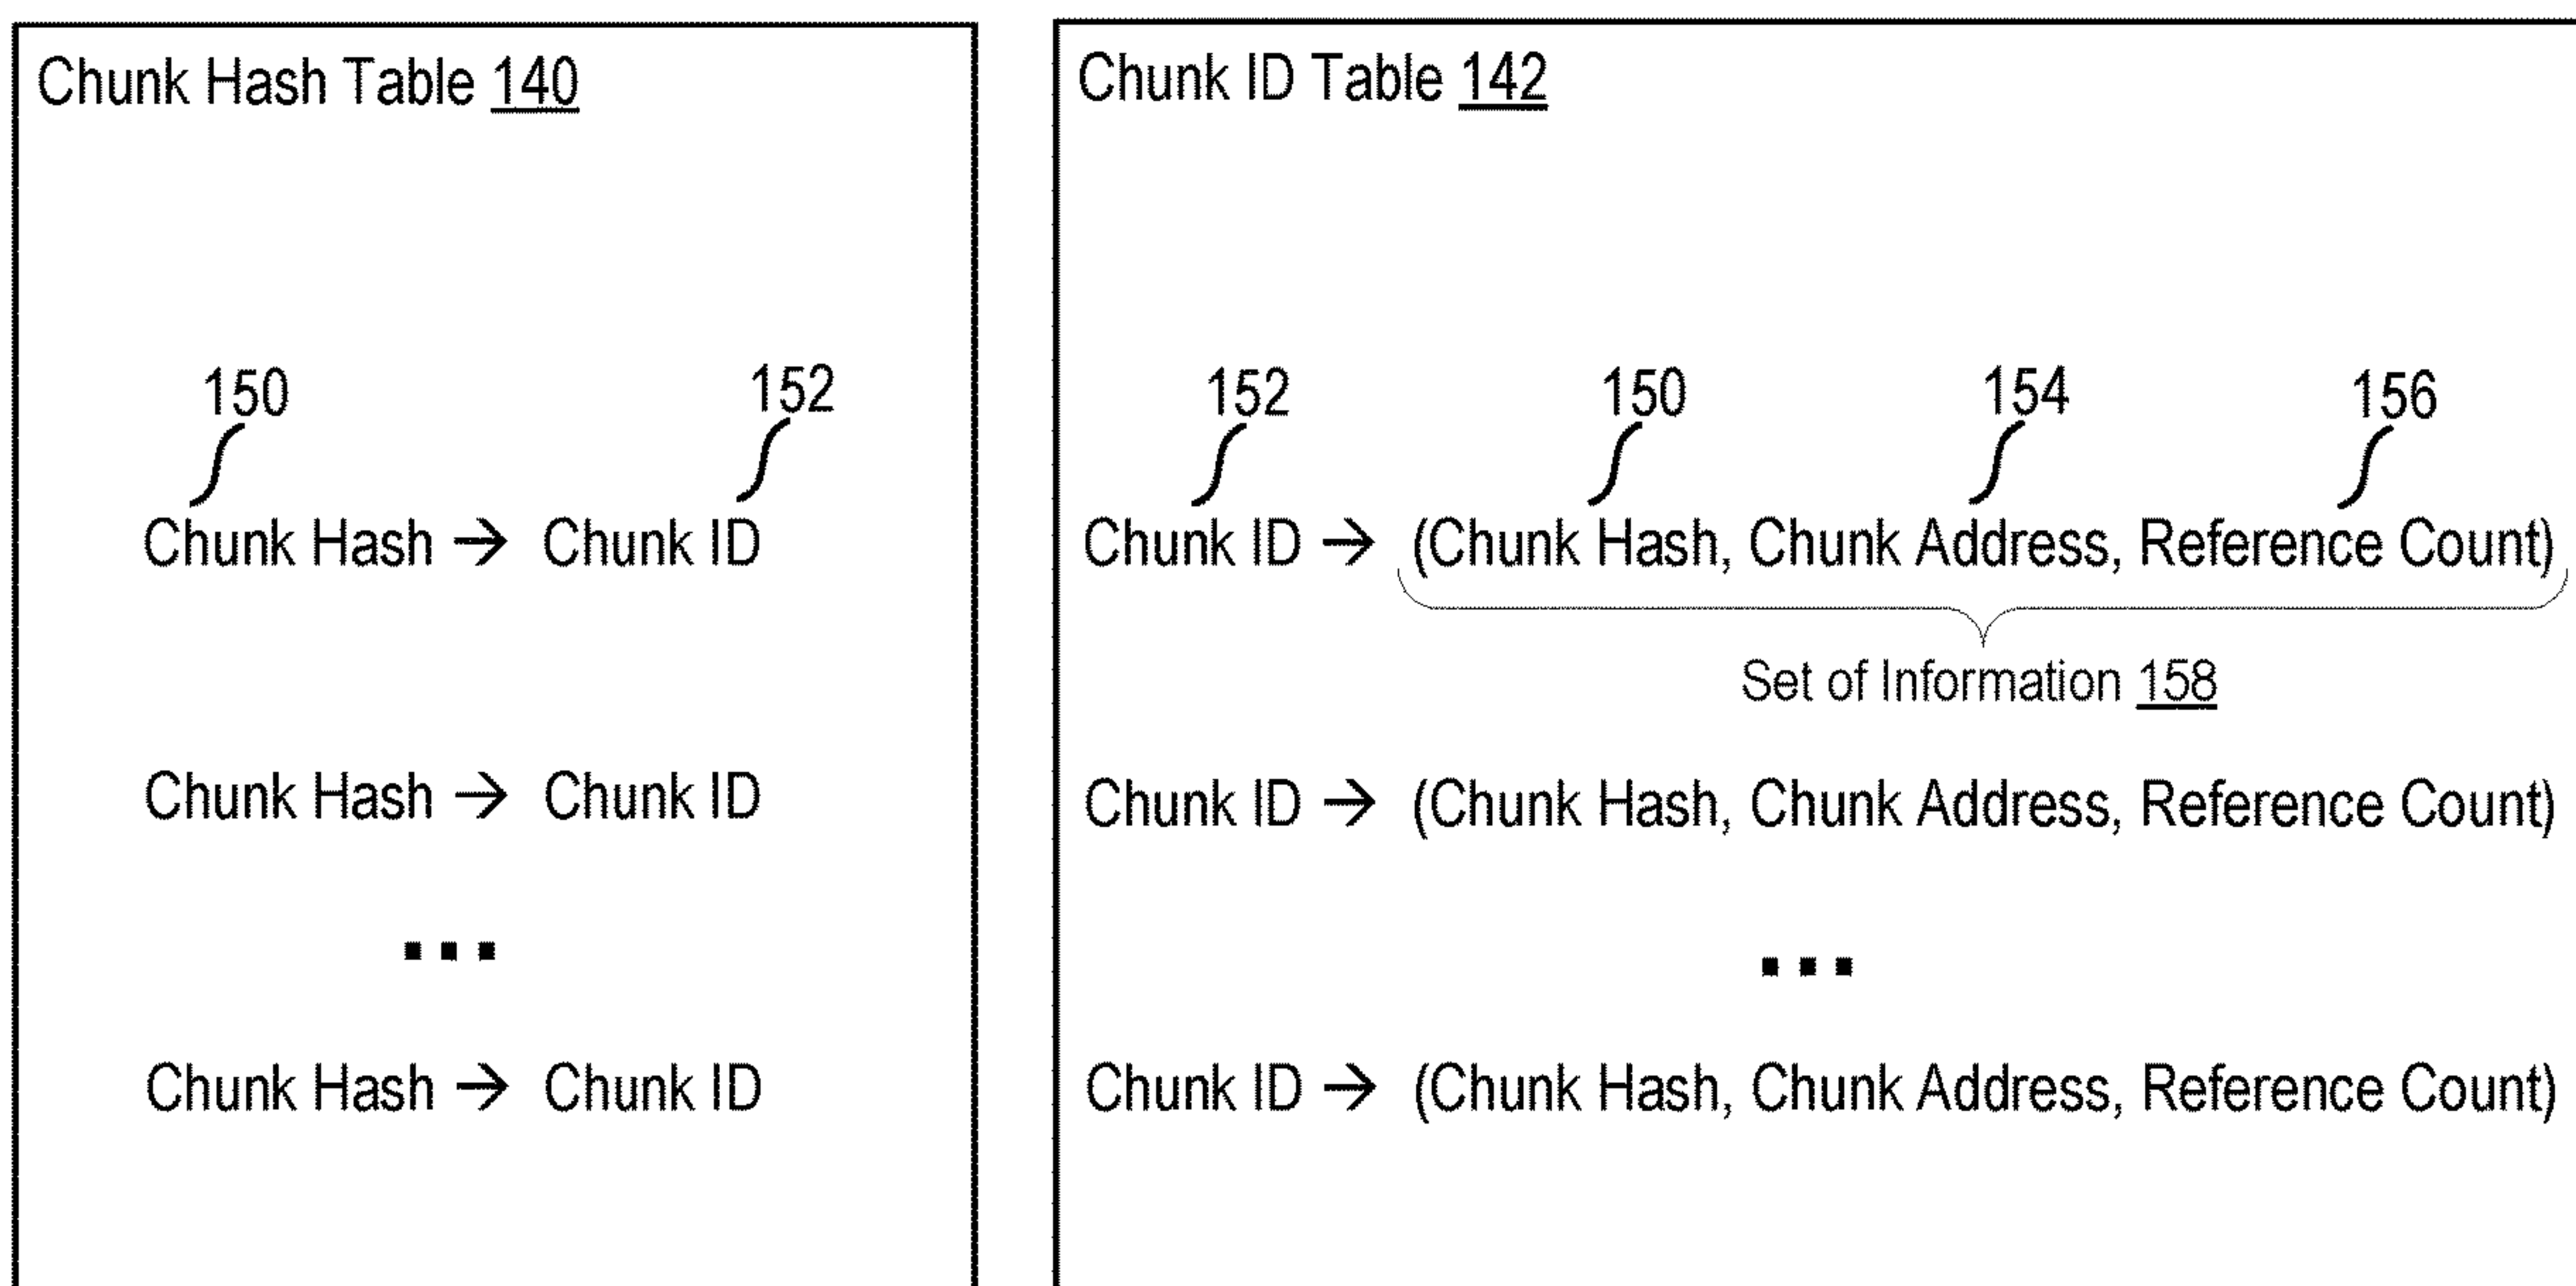 Chunk Hash Table 140
150 152
Chunk Hash → Chunk ID
Chunk Hash → Chunk ID
...
Chunk Hash → Chunk ID
Chunk ID Table 142
152 150 154 156
Chunk ID → (Chunk Hash, Chunk Address, Reference Count)
Set of Information 158
Chunk ID → (Chunk Hash, Chunk Address, Reference Count)
...
Chunk ID → (Chunk Hash, Chunk Address, Reference Count)